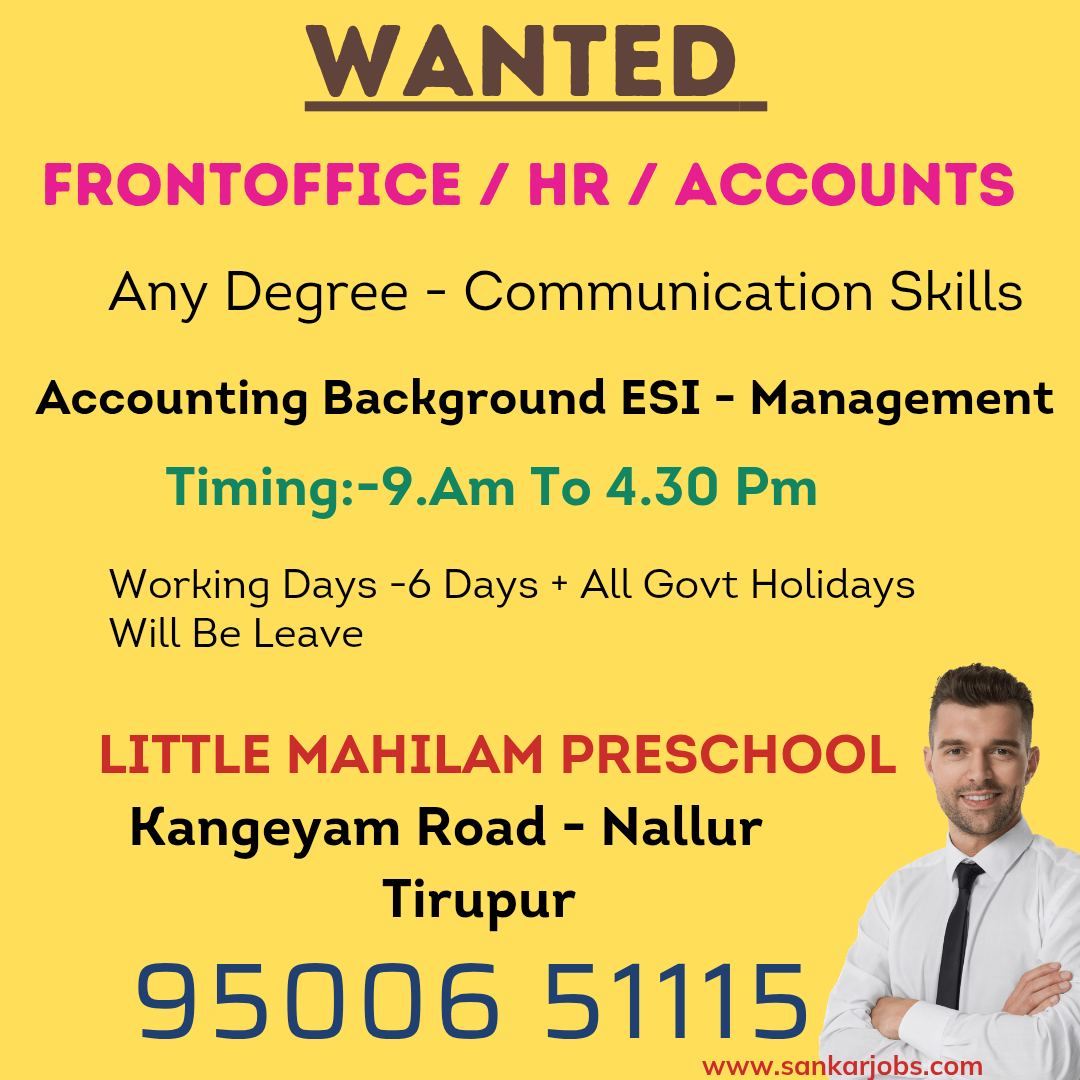 WANTED
FRONTOFFICE / HR / ACCOUNTS
Any Degree - Communication Skills
Accounting Background ESI - Management
Timing:-9.Am To 4.30 Pm
Working Days -6 Days + All Govt Holidays
Will Be Leave
LITTLE MAHILAM PRESCHOOL
Kangeyam Road - Nallur
Tirupur
95006 51115
www.sankarjobs.com